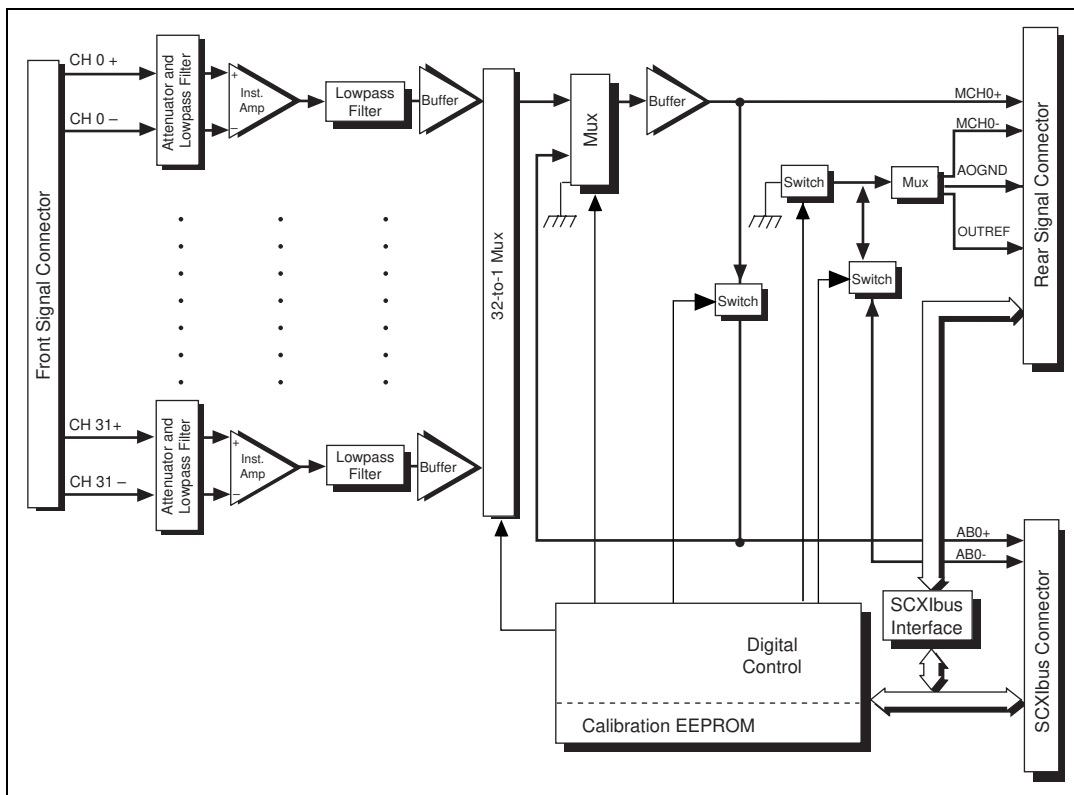 Front Signal Connector
CH 0 +
CH 0 –
Attenuator and
Lowpass Filter
+
–
Inst.
Amp
Lowpass
Filter
Buffer
32-to-1 Mux
Mux
Buffer
Switch
Switch
Mux
Switch
MCH0+
MCH0-
AOGND
OUTREF
Rear Signal Connector
CH 31+
CH 31 –
Attenuator and
Lowpass Filter
+
–
Inst.
Amp
Lowpass
Filter
Buffer
AB0+
AB0-
SCXIbus
Interface
SCXIbus Connector
Digital
Control
Calibration EEPROM